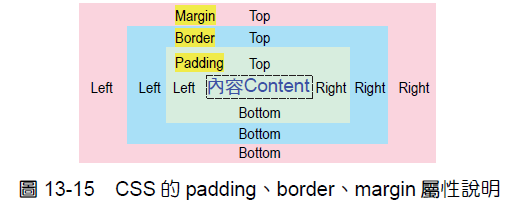 Margin Top
Border Top
Padding Top
Left Left Left 內容Content Right Right Right
Bottom
Bottom
Bottom
圖 13-15 CSS 的 padding、border、margin 屬性說明